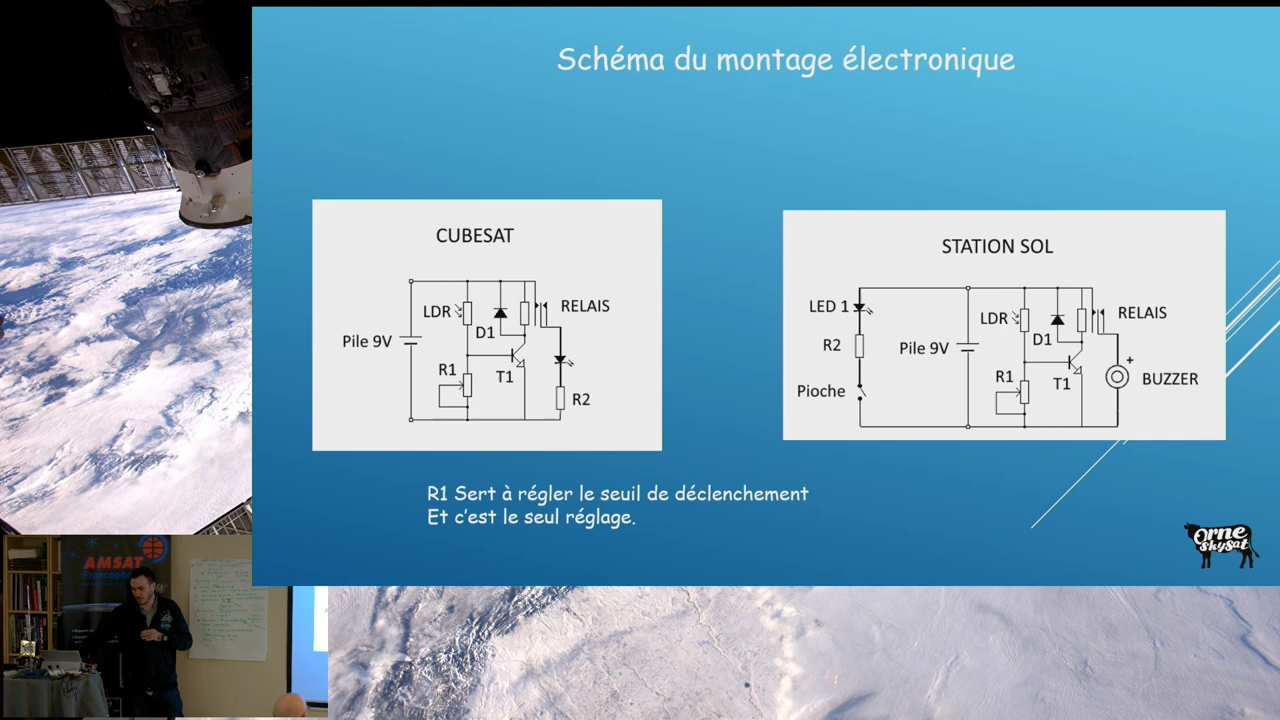 Schéma du montage électronique
CUBESAT
LDR
D1
RELAIS
Pile 9V
R1
T1
R2
STATION SOL
LED 1
R2
Pioche
Pile 9V
LDR
D1
RELAIS
R1
T1
+
BUZZER
R1 Sert à régler le seuil de déclenchement
Et c'est le seul réglage.
Orne
SkySat
AMSAT
Francophone